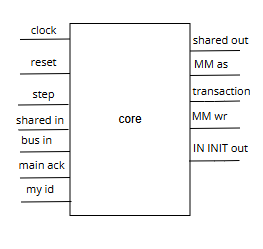 clock
reset
step
shared in
bus in
main ack
my id
core
shared out
MM as
transaction
MM wr
IN INIT out